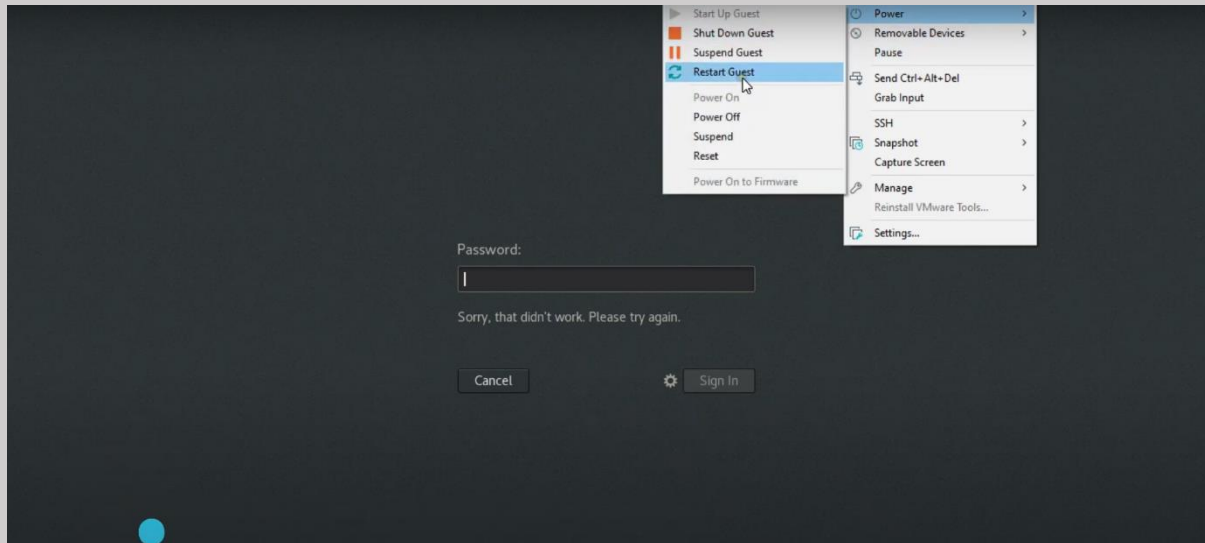 Start Up Guest
Shut Down Guest
Suspend Guest
Restart Guest
Power On
Power Off
Suspend
Reset
Power On to Firmware
Power
Removable Devices
Pause
Send Ctrl+Alt+Del
Grab Input
SSH
Snapshot
Capture Screen
Manage
Reinstall VMware Tools...
Settings...
Password:
Sorry, that didn't work. Please try again.
Cancel
Sign In